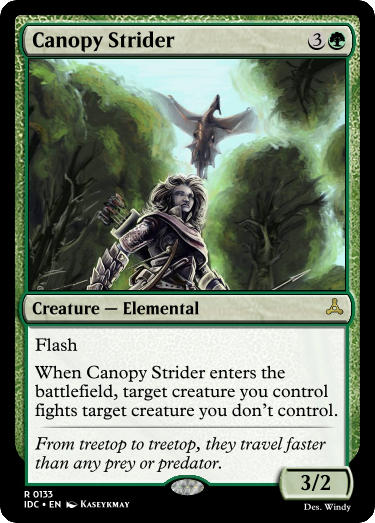 Canopy Strider 3
Creature — Elemental
Flash
When Canopy Strider enters the
battlefield, target creature you control
fights target creature you don't control.
From treetop to treetop, they travel faster
than any prey or predator.
3/2
R 0133
IDC • EN Kaseykmay
Des. Windy